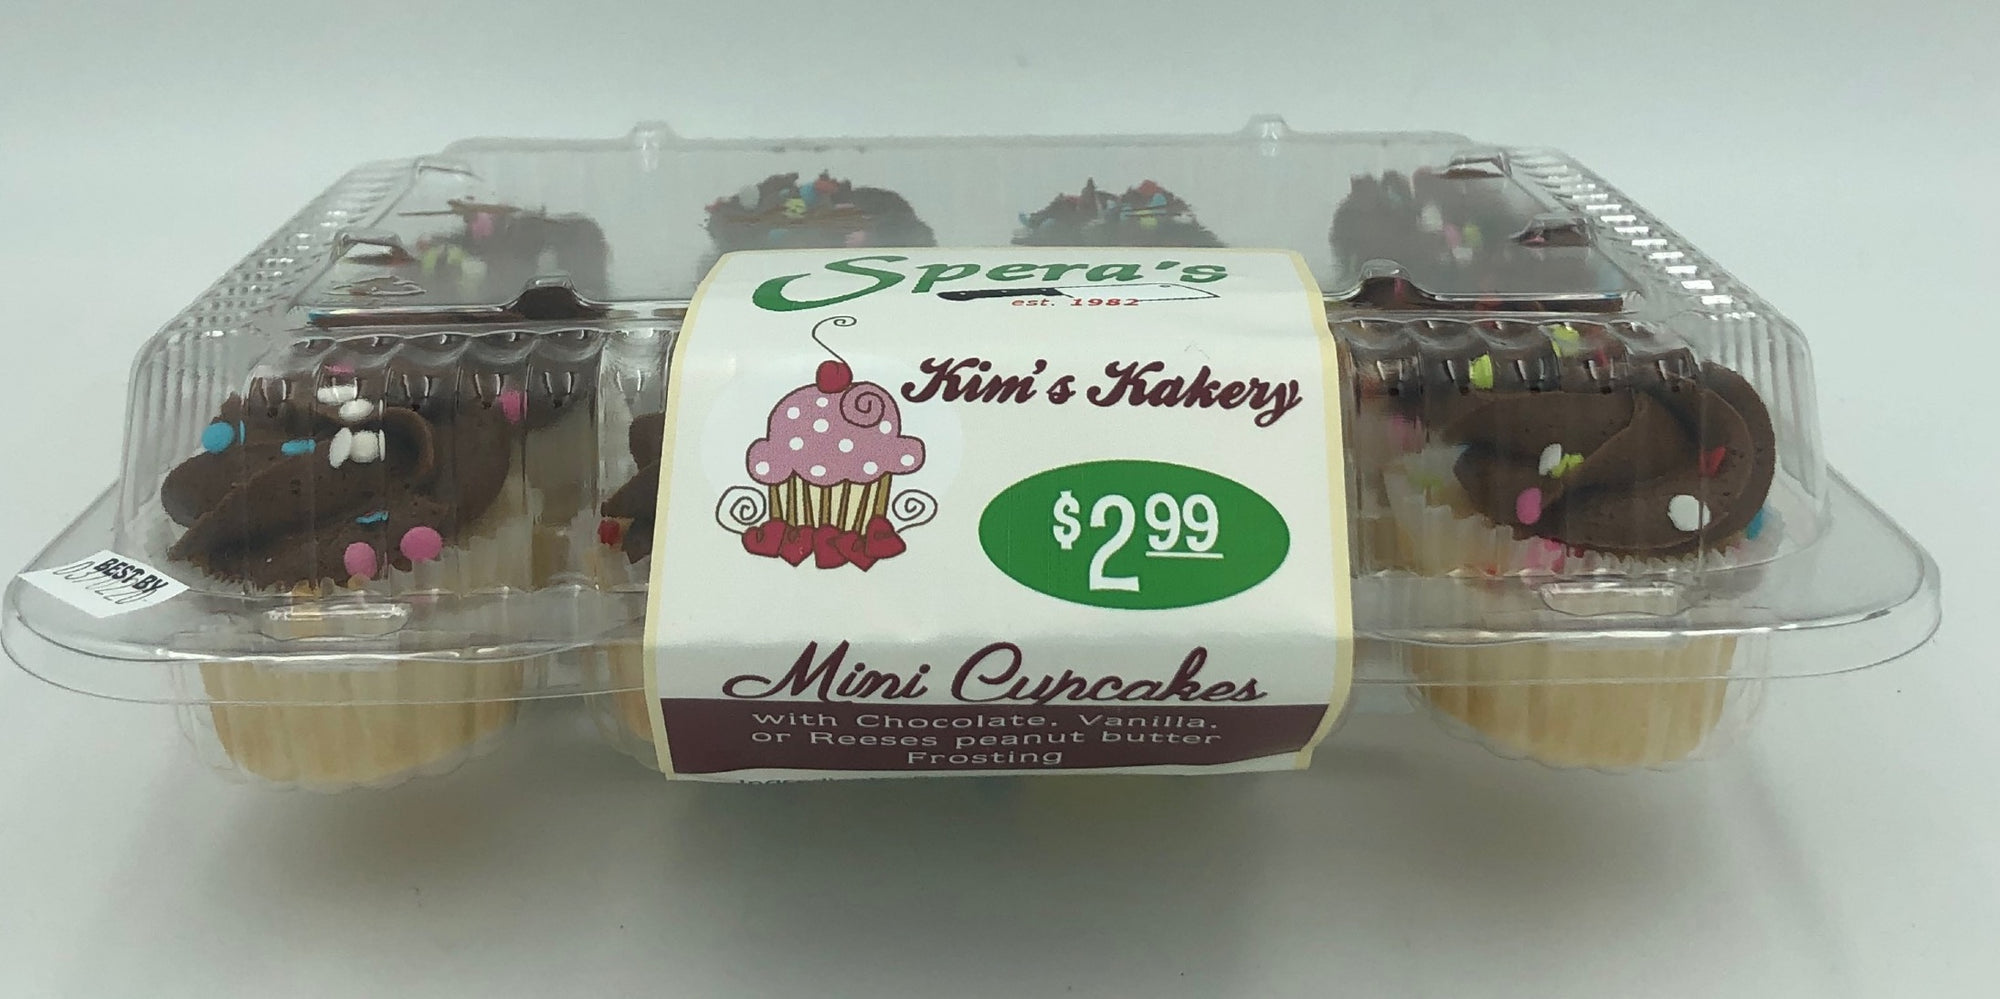 Spera's
est. 1982
Kim's Kakery
$2.99
Mini Cupcakes
with Chocolate, Vanilla,
or Reeses peanut butter
Frosting
BEST BY